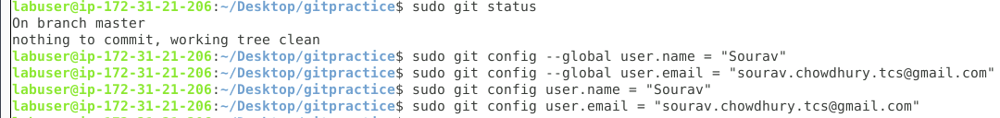 labuser@ip-172-31-21-206:~/Desktop/gitpractice$ sudo git status
On branch master
nothing to commit, working tree clean
labuser@ip-172-31-21-206:~/Desktop/gitpractice$ sudo git config --global user.name = "Sourav"
labuser@ip-172-31-21-206:~/Desktop/gitpractice$ sudo git config --global user.email = "sourav.chowdhury.tcs@gmail.com"
labuser@ip-172-31-21-206:~/Desktop/gitpractice$ sudo git config user.name = "Sourav"
labuser@ip-172-31-21-206:~/Desktop/gitpractice$ sudo git config user.email = "sourav.chowdhury.tcs@gmail.com"